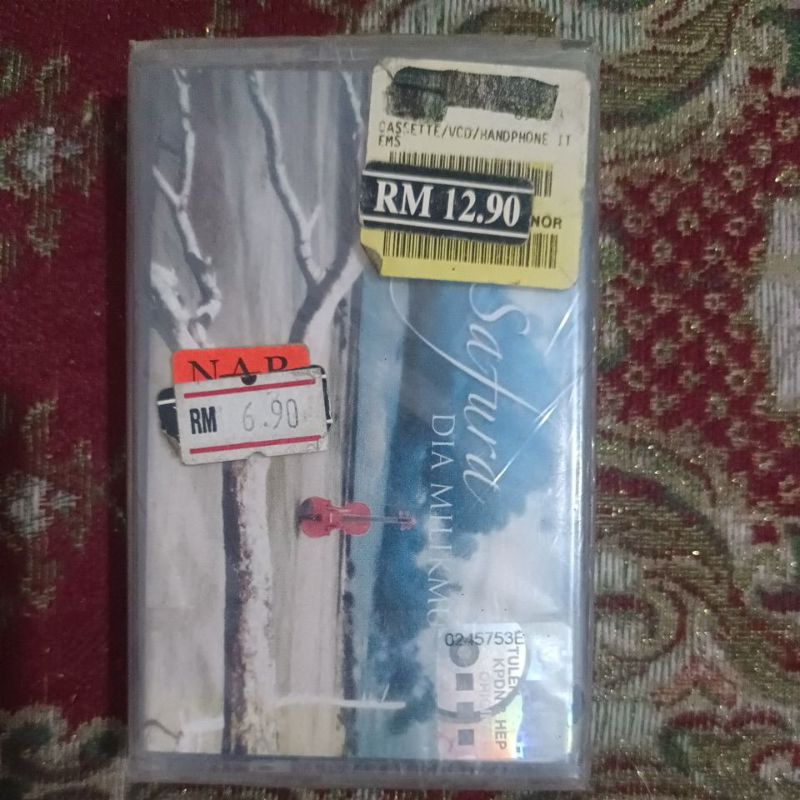 CASSETTE/VCD/HANDPHONE IT
EMS
RM 12.90
NOR
NAR
RM 6.90
Safura
DIA MILIKMU
0245753E
TULEN
KPDN HEP